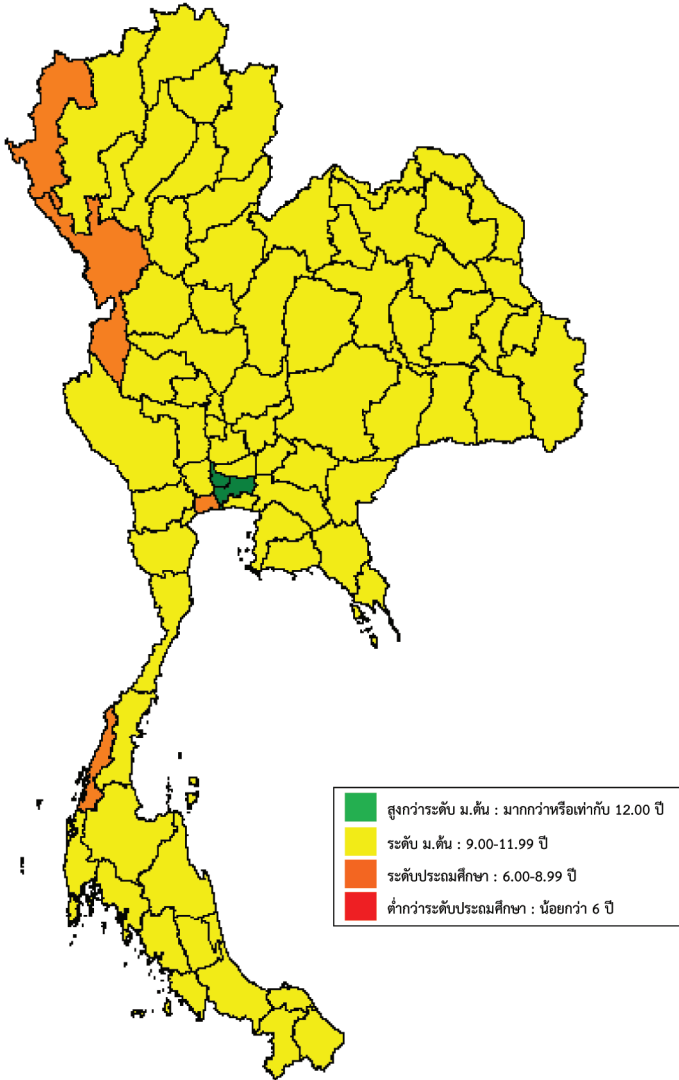 สูงกว่าระดับ ม.ต้น : มากกว่าหรือเท่ากับ 12.00 ปี
ระดับ ม.ต้น : 9.00-11.99 ปี
ระดับประถมศึกษา : 6.00-8.99 ปี
ต่ำกว่าระดับประถมศึกษา : น้อยกว่า 6 ปี